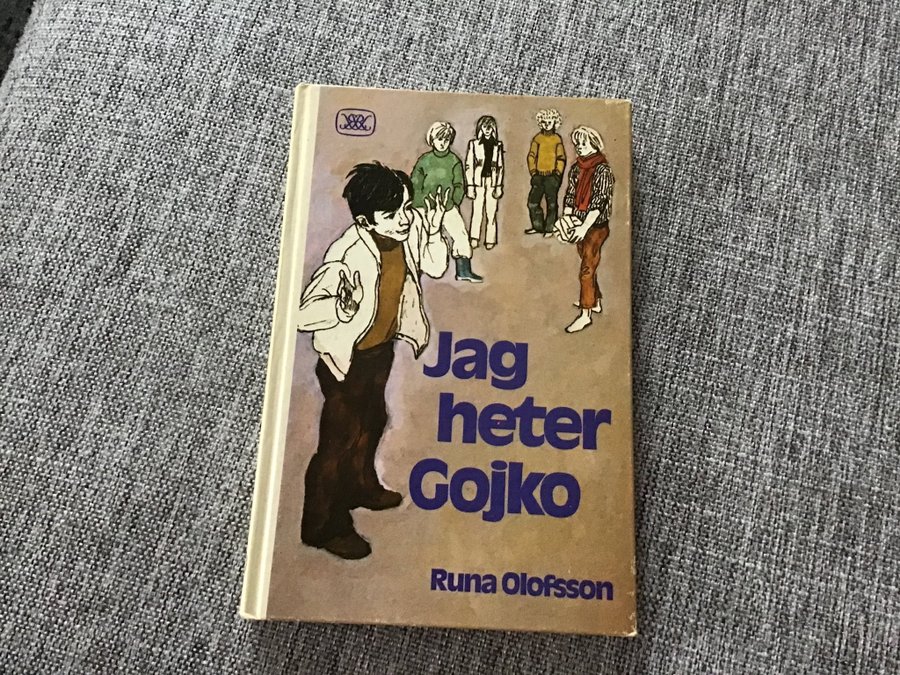 Jag
heter
Gojko
Runa Olofsson